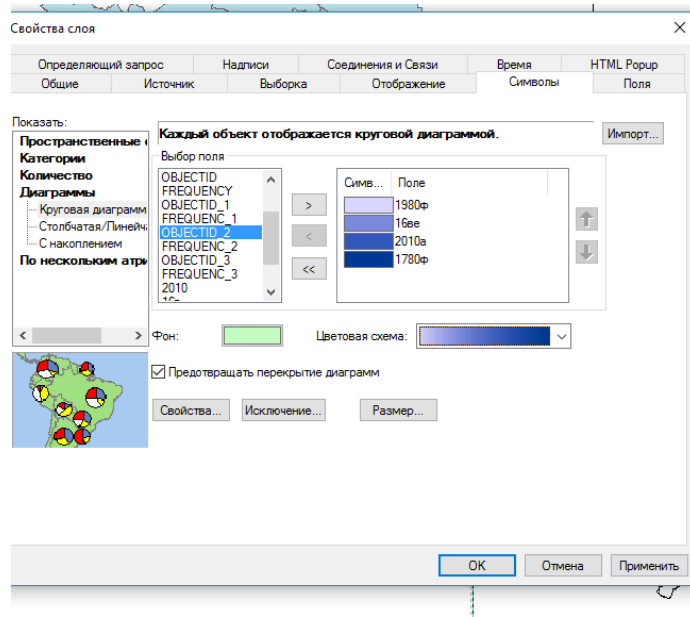 Свойства слоя
Определяющий запрос Надписи Соединения и Связи Время HTML Popup
Общие Источник Выборка Отображение Символы Поля
Показать:
Пространственные
Категории
Количество
Диаграммы
Круговая диаграмм
Столбчатая/Линейч
С накоплением
По нескольким атри
Каждый объект отображается круговой диаграммой.
Импорт...
Выбор поля
OBJECTID
FREQUENCY
OBJECTID_1
FREQUENC_1
OBJECTID_2
FREQUENC_2
OBJECTID_3
FREQUENC_3
2010
>
<
<<
Симв... Поле
1980ф
16ве
2010а
1780ф
Фон:
Цветовая схема:
Предотвращать перекрытие диаграмм
Свойства... Исключение... Размер...
OK Отмена Применить